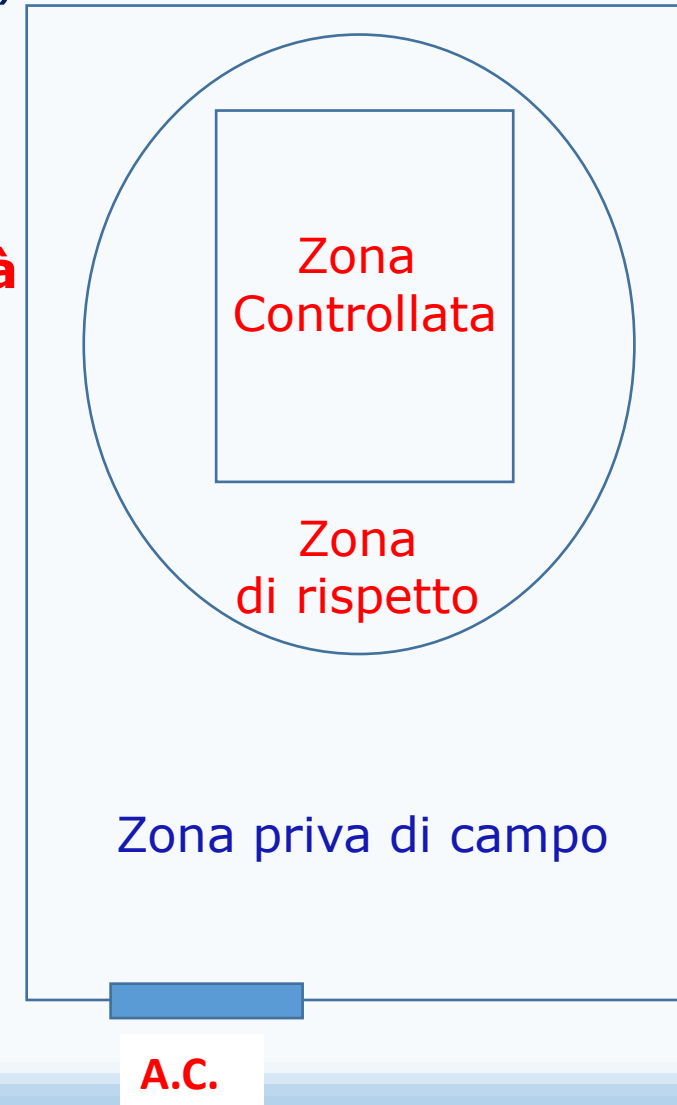 à
Zona
Controllata
Zona
di rispetto
Zona priva di campo
A.C.